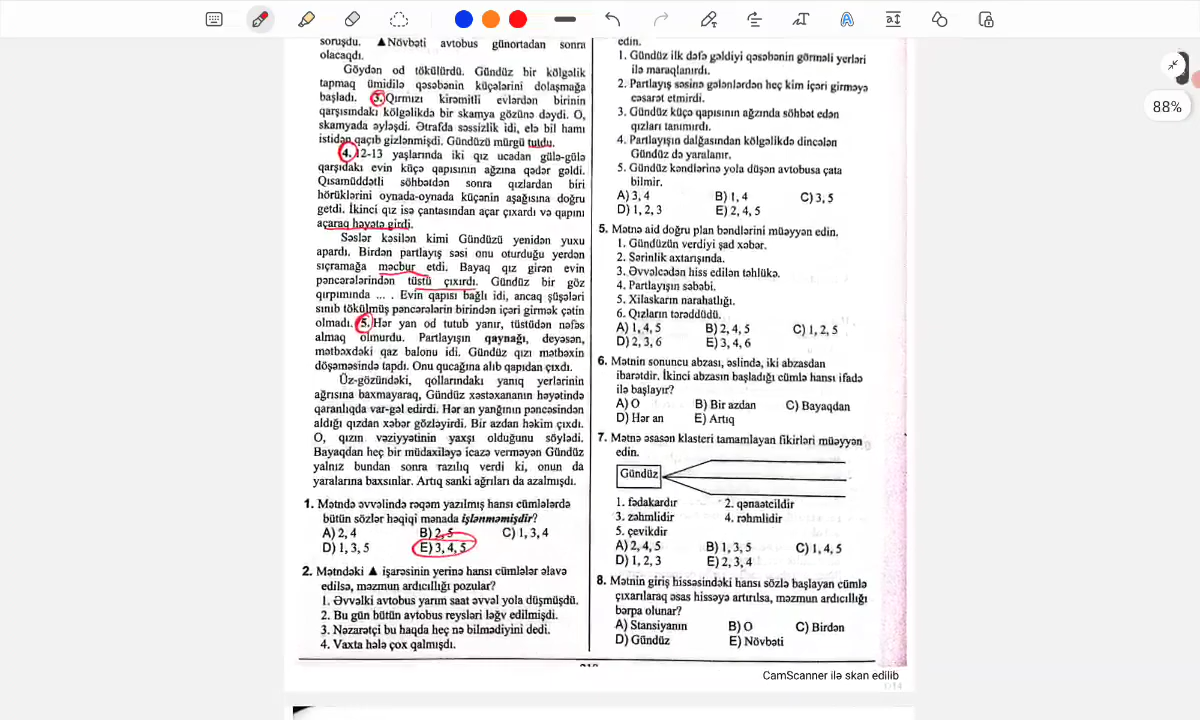 88%
soruşdu. ▲Növbəti avtobus günortadan sonra
olacaqdı.
Göydən od tökülürdü. Gündüz bir kölgəlik
tapmaq ümidilə qəsəbənin küçələrini dolaşmağa
başladı. 3. Qırmızı kirəmitli evlərdən birinin
qarşısındakı kölgəlikdə bir skamya gözünə dəydi. O,
skamyada əyləşdi. Ətrafda səssizlik idi, elə bil hamı
istidən qaçıb gizlənmişdi. Gündüzü mürgü tutdu.
4. 12-13 yaşlarında iki qız ucadan gülə-gülə
qarşıdakı evin küçə qapısının ağzına qədər gəldi.
Qısamüddətli söhbətdən sonra qızlardan biri
hörüklərini oynada-oynada küçənin aşağısına doğru
getdi. İkinci qız isə çantasından açar çıxardı və qapını
açaraq həyətə girdi.
Səslər kəsilən kimi Gündüzü yenidən yuxu
apardı. Birdən partlayış səsi onu oturduğu yerdən
sıçramağa məcbur etdi. Bayaq qız girən evin
pəncərələrindən tüstü çıxırdı. Gündüz bir göz
qırpımında ... . Evin qapısı bağlı idi, ancaq şüşələri
sınıb tökülmüş pəncərələrin birindən içəri girmək çətin
olmadı. 5. Hər yan od tutub yanır, tüstüdən nəfəs
almaq olmurdu. Partlayışın qaynağı, deyəsən,
mətbəxdəki qaz balonu idi. Gündüz qızı mətbəxin
döşəməsində tapdı. Onu qucağına alıb qapıdan çıxdı.
Üz-gözündəki, qollarındakı yanıq yerlərinin
ağrısına baxmayaraq, Gündüz xəstəxananın həyətində
qaranlıqda var-gəl edirdi. Hər an yanğının pəncəsindən
aldığı qızdan xəbər gözləyirdi. Bir azdan həkim çıxdı.
O, qızın vəziyyətinin yaxşı olduğunu söylədi.
Bayaqdan heç bir müdaxiləyə icazə verməyən Gündüz
yalnız bundan sonra razılıq verdi ki, onun da
yaralarına baxsınlar. Artıq sanki ağrıları da azalmışdı.
1. Mətndə əvvəlində rəqəm yazılmış hansı cümlələrdə
bütün sözlər həqiqi mənada işlənməmişdir?
A) 2, 4 B) 2, 5 C) 1, 3, 4
D) 1, 3, 5 E) 3, 4, 5
2. Mətndəki ▲ işarəsinin yerinə hansı cümlələr əlavə
edilsə, məzmun ardıcıllığı pozular?
1. Əvvəlki avtobus yarım saat əvvəl yola düşmüşdü.
2. Bu gün bütün avtobus reysləri ləğv edilmişdi.
3. Nəzarətçi bu haqda heç nə bilmədiyini dedi.
4. Vaxta hələ çox qalmışdı.
edin.
1. Gündüz ilk dəfə gəldiyi qəsəbənin görməli yerləri
ilə maraqlanırdı.
2. Partlayış səsinə gələnlərdən heç kim içəri girməyə
cəsarət etmirdi.
3. Gündüz küçə qapısının ağzında söhbət edən
qızları tanımırdı.
4. Partlayışın dalğasından kölgəlikdə dincələn
Gündüz də yaralanır.
5. Gündüz kəndlərinə yola düşən avtobusa çata
bilmir.
A) 3, 4 B) 1, 4 C) 3, 5
D) 1, 2, 3 E) 2, 4, 5
5. Mətnə aid doğru plan bəndlərini müəyyən edin.
1. Gündüzün verdiyi şad xəbər.
2. Sərinlik axtarışında.
3. Əvvəlcədən hiss edilən təhlükə.
4. Partlayışın səbəbi.
5. Xilaskarın narahatlığı.
6. Qızların tərəddüdü.
A) 1, 4, 5 B) 2, 4, 5 C) 1, 2, 5
D) 2, 3, 6 E) 3, 4, 6
6. Mətnin sonuncu abzası, əslində, iki abzasdan
ibarətdir. İkinci abzasın başladığı cümlə hansı ifadə
ilə başlayır?
A) O B) Bir azdan C) Bayaqdan
D) Hər an E) Artıq
7. Mətnə əsasən klasteri tamamlayan fikirləri müəyyən
edin.
Gündüz
1. fədakardır 2. qənaətcildir
3. zəhmlidir 4. rəhmlidir
5. çevikdir
A) 2, 4, 5 B) 1, 3, 5 C) 1, 4, 5
D) 1, 2, 3 E) 2, 3, 4
8. Mətnin giriş hissəsindəki hansı sözlə başlayan cümlə
çıxarılaraq əsas hissəyə artırılsa, məzmun ardıcıllığı
bərpa olunar?
A) Stansiyanın B) O C) Birdən
D) Gündüz E) Növbəti
CamScanner ilə skan edilib